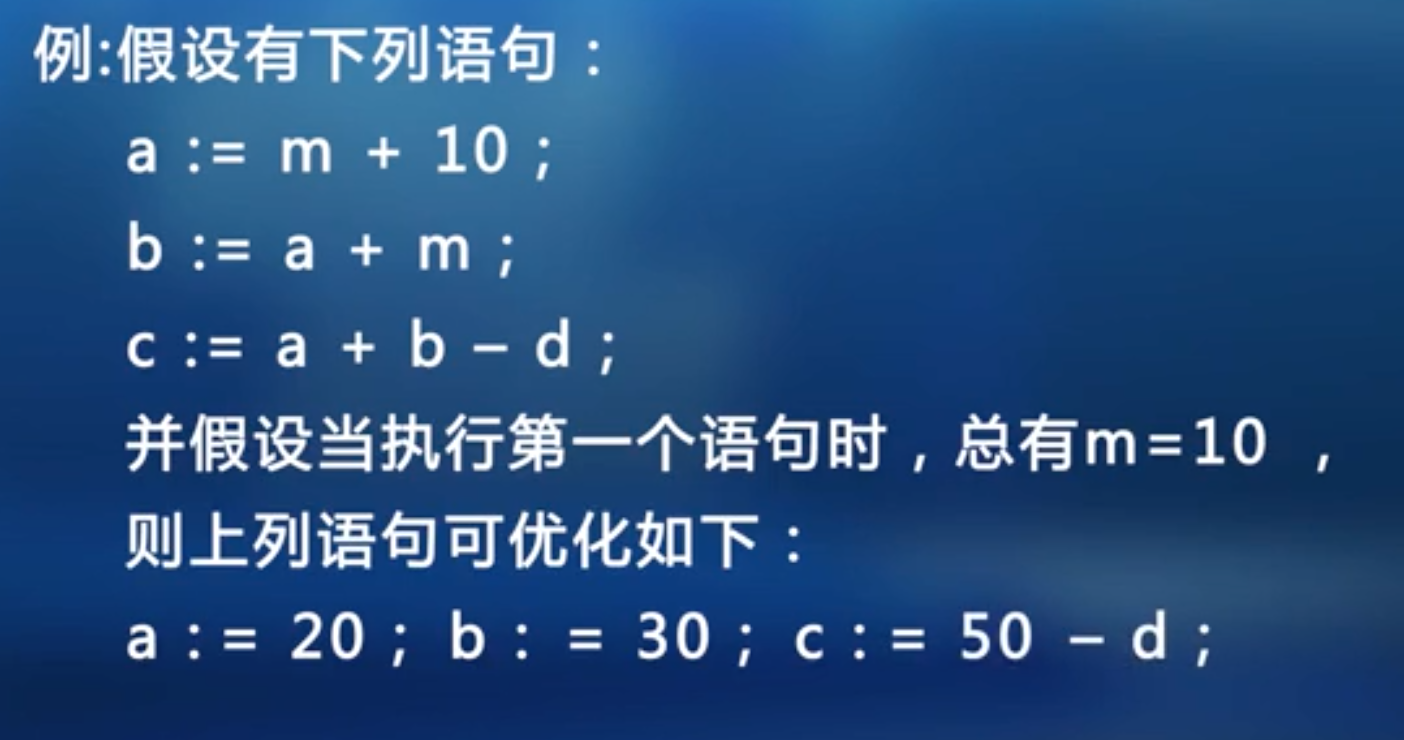 例:假设有下列语句：
a := m + 10 ;
b := a + m ;
c := a + b – d ;
并假设当执行第一个语句时，总有m=10 ，
则上列语句可优化如下：
a : = 20 ; b : = 30 ; c : = 50 – d ;